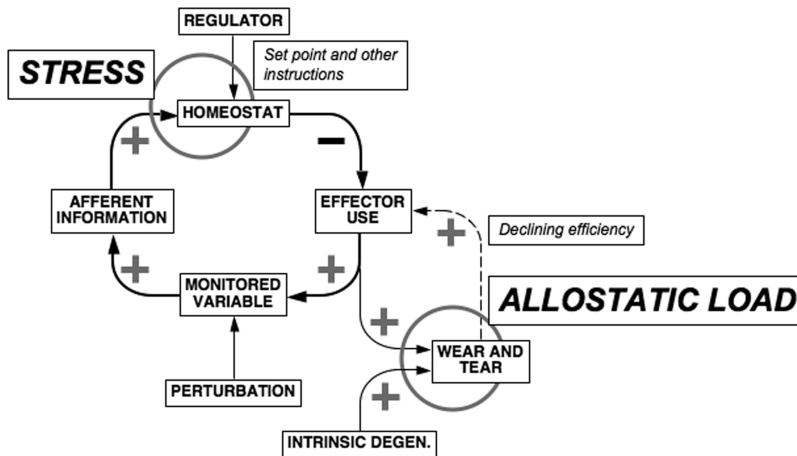 REGULATOR
STRESS
Set point and other
instructions
HOMEOSTAT
+
−
AFFERENT
INFORMATION
EFFECTOR
USE
+
Declining efficiency
+
MONITORED
VARIABLE
+
ALLOSTATIC LOAD
+
WEAR AND
TEAR
PERTURBATION
+
INTRINSIC DEGEN.